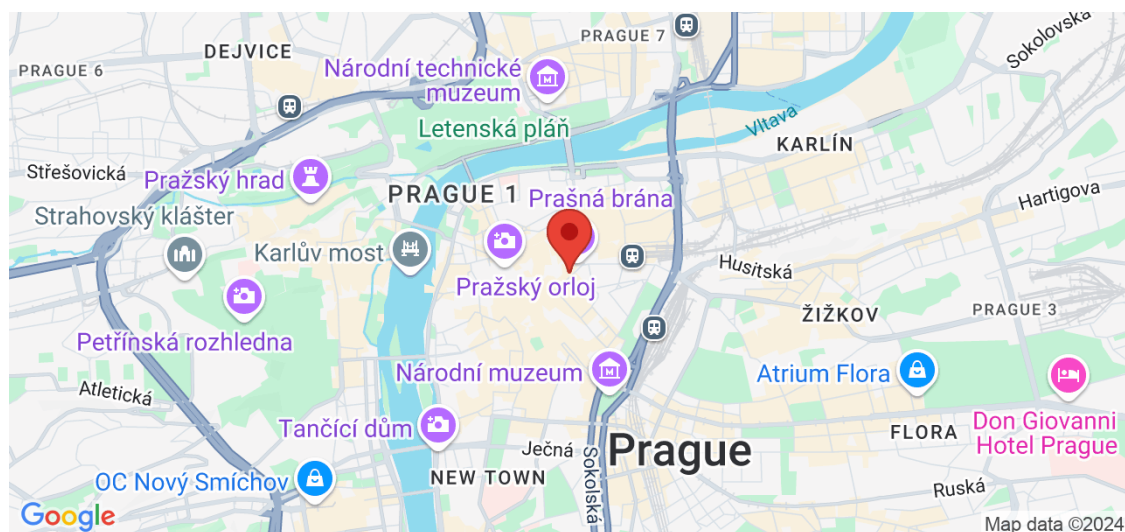 PRAGUE 7
Sokolovská
DEJVICE
PRAGUE 6
Národní technické
muzeum
Letenská pláň
Vltava
KARLÍN
Střešovická
Pražský hrad
PRAGUE 1
Prašná brána
Hartigova
Strahovský klášter
Karlův most
Pražský orloj
Husitská
PRAGUE 3
ŽIŽKOV
Petřínská rozhledna
Národní muzeum
Atrium Flora
Atletická
Tančící dům
Ječná
Prague
Sokolská
FLORA
Don Giovanni
Hotel Prague
OC Nový Smíchov
NEW TOWN
Ruská
Google
Map data ©2024